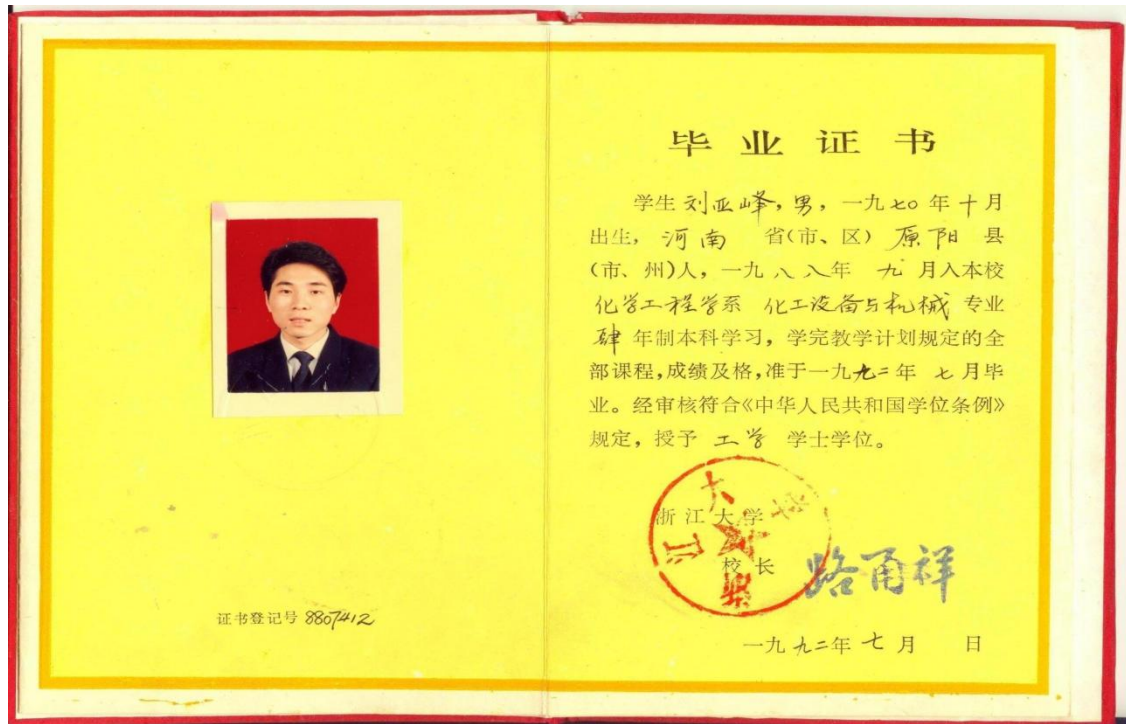 证书登记号 8807412
毕业证书
学生刘亚峰，男，一九七〇年十月
出生，河南 省(市、区) 原阳 县
(市、州)人，一九八八年 九 月入本校
化学工程学系 化工设备与机械 专业
肆 年制本科学习，学完教学计划规定的全
部课程，成绩及格，准于一九九二年 七 月毕
业。经审核符合《中华人民共和国学位条例》
规定，授予 工学 学士学位。
浙江大学
校长 路甬祥
浙江大学
一九九二年 七 月 日